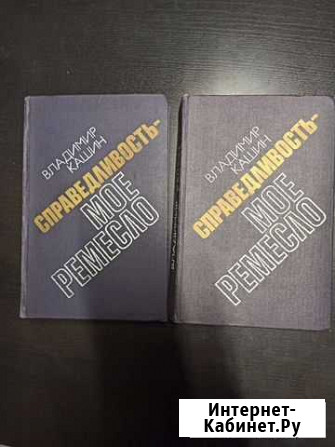 ВЛАДИМИР
КАШИН
СПРАВЕДЛИВОСТЬ-
МОЕ
РЕМЕСЛО
ВЛАДИМИР
КАШИН
СПРАВЕДЛИВОСТЬ-
МОЕ
РЕМЕСЛО
Интернет-
Кабинет.Ру